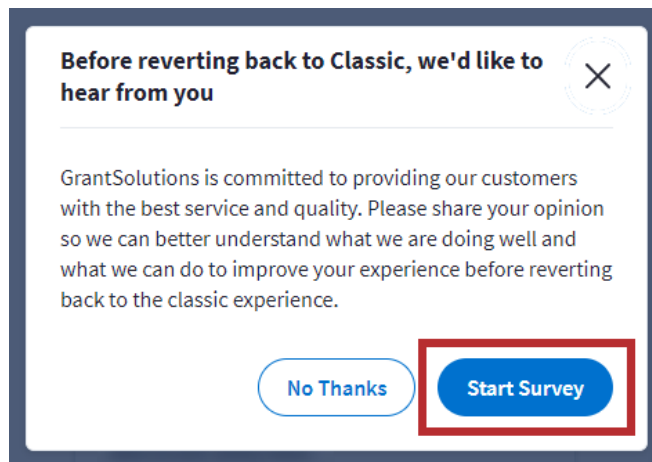 Before reverting back to Classic, we'd like to
hear from you
GrantSolutions is committed to providing our customers
with the best service and quality. Please share your opinion
so we can better understand what we are doing well and
what we can do to improve your experience before reverting
back to the classic experience.
No Thanks
Start Survey